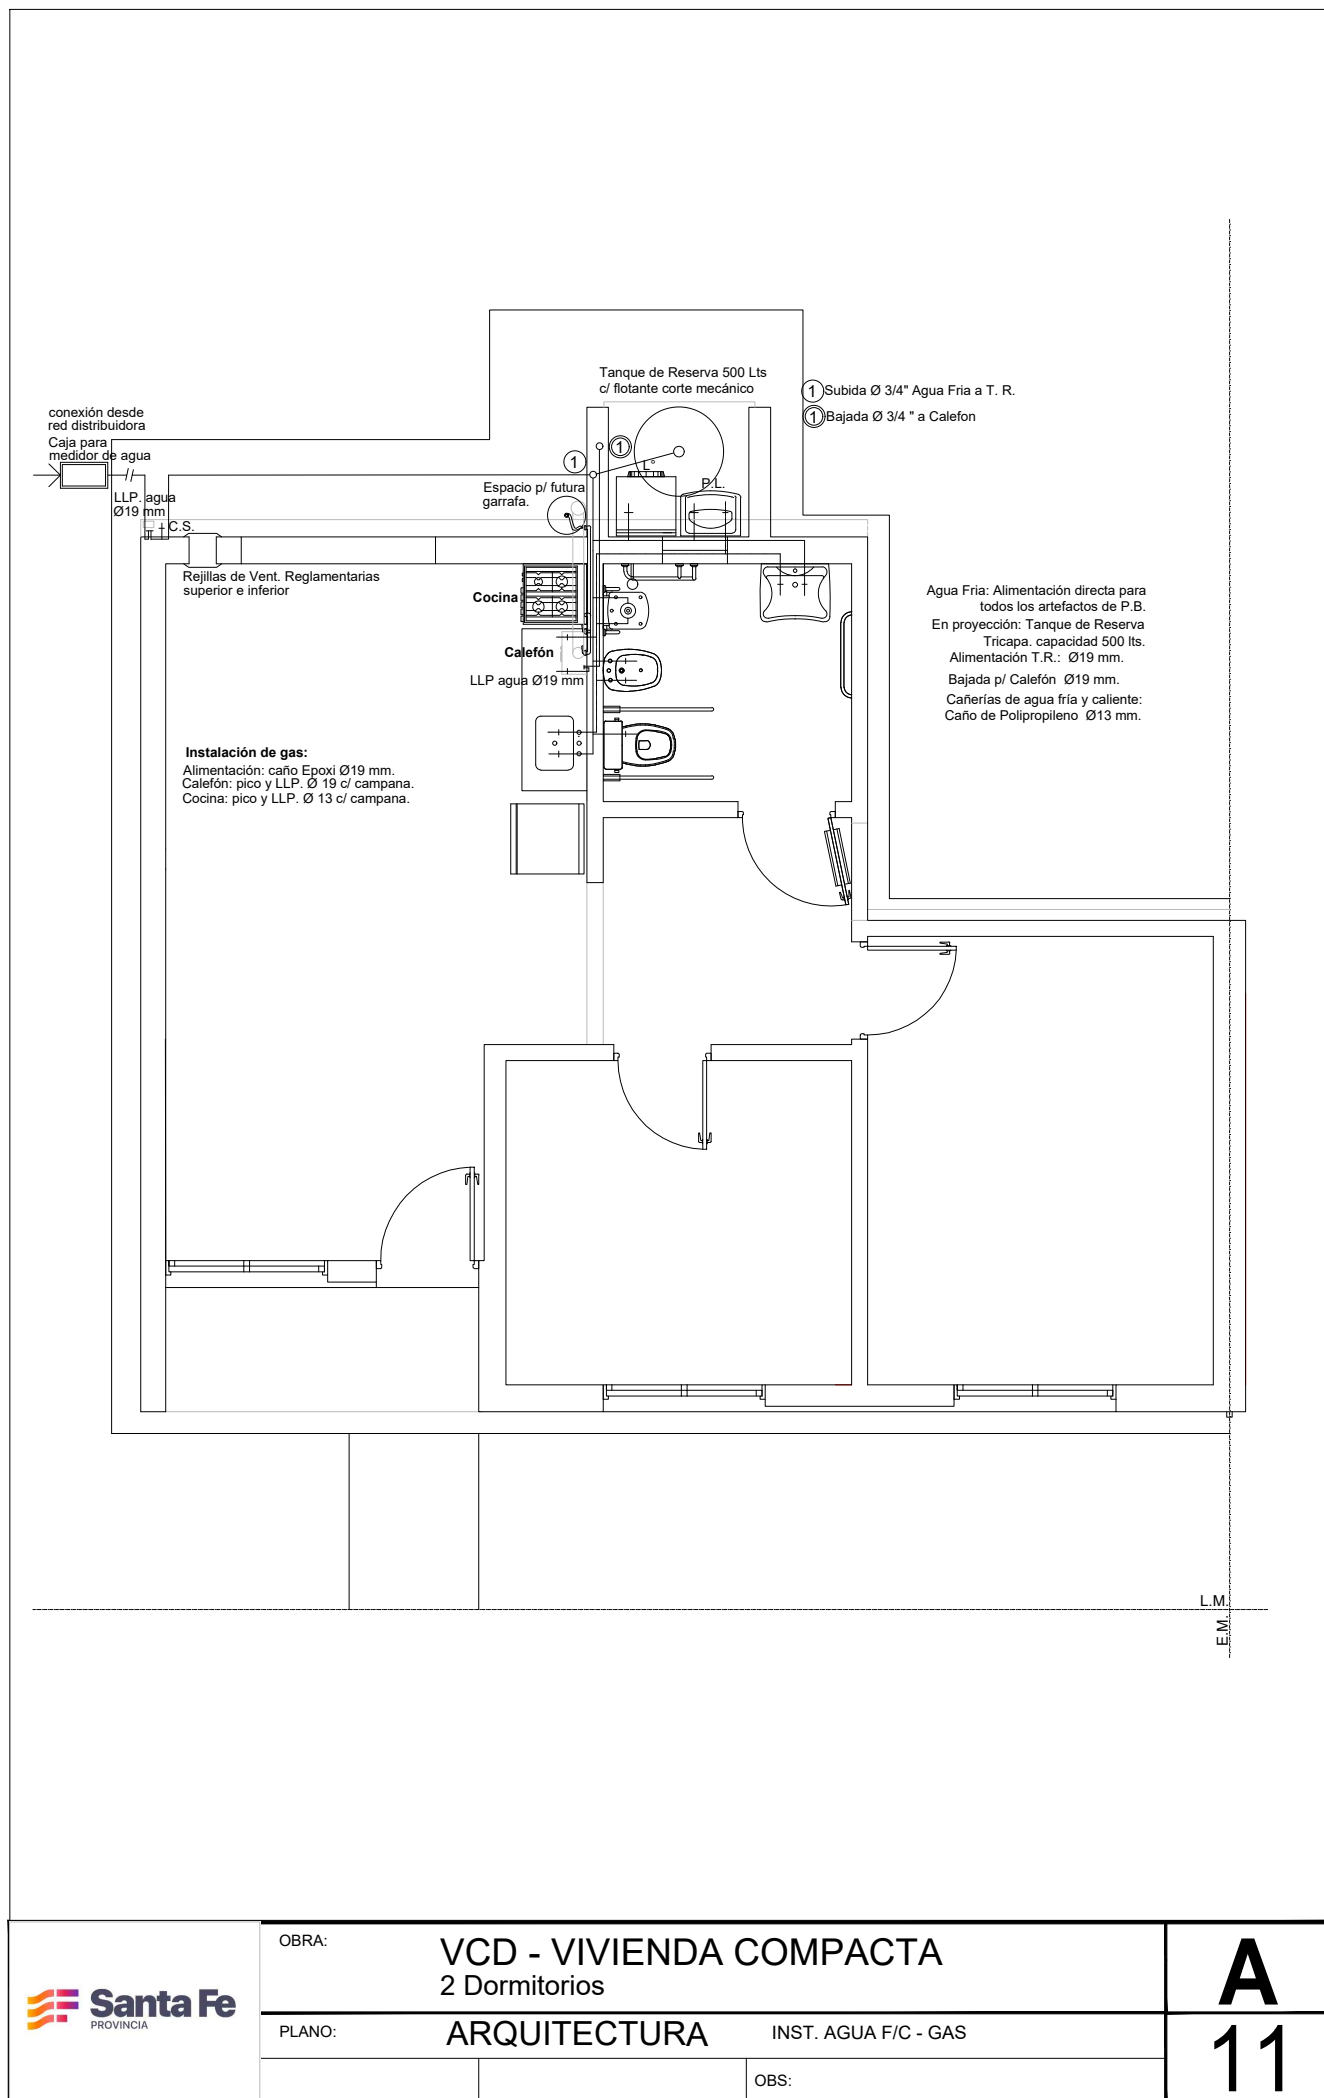 Tanque de Reserva 500 Lts
c/ flotante corte mecánico
1 Subida Ø 3/4" Agua Fria a T. R.
1 Bajada Ø 3/4 " a Calefon
conexión desde
red distribuidora
Caja para
medidor de agua
1
1
L°
P.L.
LLP. agua
Ø19 mm
C.S.
Espacio p/ futura
garrafa.
Rejillas de Vent. Reglamentarias
superior e inferior
Cocina
Calefón
LLP agua Ø19 mm
Agua Fria: Alimentación directa para
todos los artefactos de P.B.
En proyección: Tanque de Reserva
Tricapa. capacidad 500 lts.
Alimentación T.R.: Ø19 mm.
Bajada p/ Calefón Ø19 mm.
Cañerías de agua fría y caliente:
Caño de Polipropileno Ø13 mm.
Instalación de gas:
Alimentación: caño Epoxi Ø19 mm.
Calefón: pico y LLP. Ø 19 c/ campana.
Cocina: pico y LLP. Ø 13 c/ campana.
L.M.
E.M.
Santa Fe
PROVINCIA
OBRA:
VCD - VIVIENDA COMPACTA
2 Dormitorios
PLANO:
ARQUITECTURA
INST. AGUA F/C - GAS
OBS:
A
11